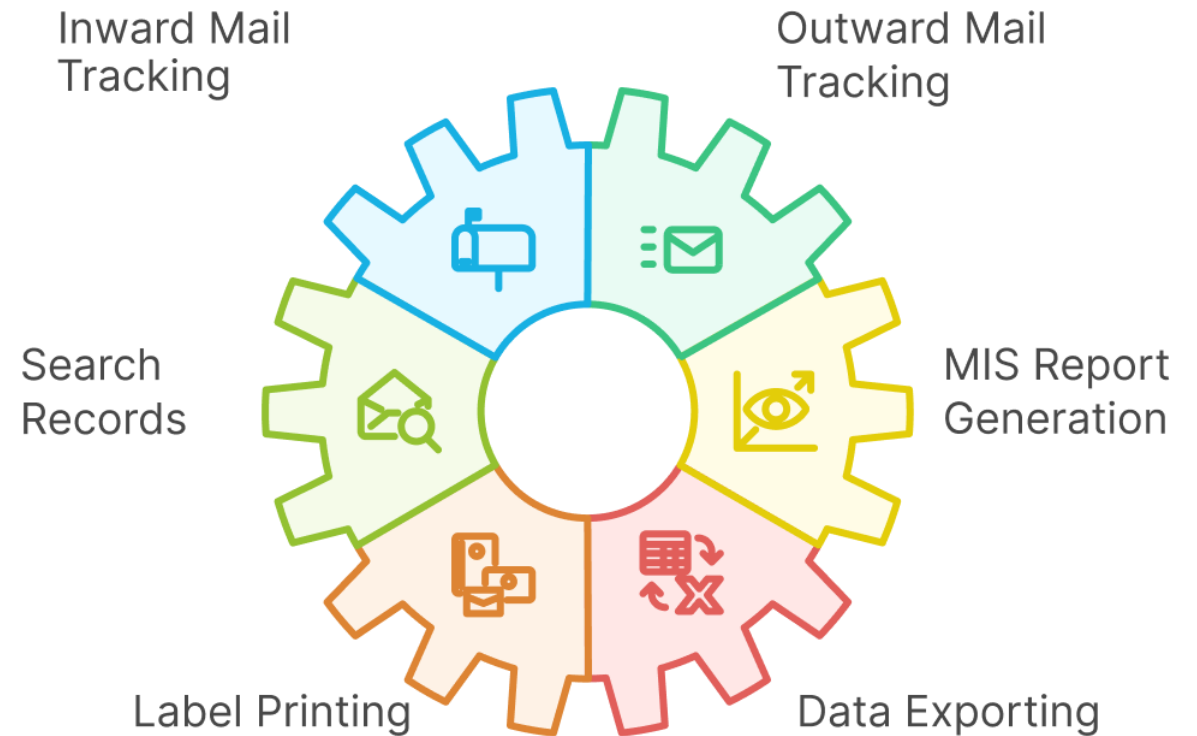 Inward Mail
Tracking
Outward Mail
Tracking
Search
Records
MIS Report
Generation
Label Printing
Data Exporting